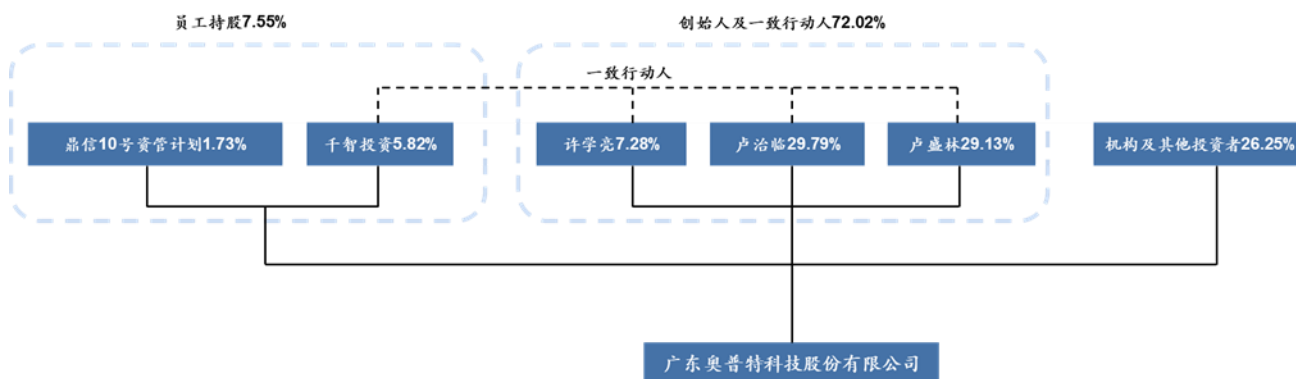 员工持股7.55%
创始人及一致行动人72.02%
一致行动人
鼎信10号资管计划1.73%
千智投资5.82%
许学亮7.28%
卢治临29.79%
卢盛林29.13%
机构及其他投资者26.25%
广东奥普特科技股份有限公司